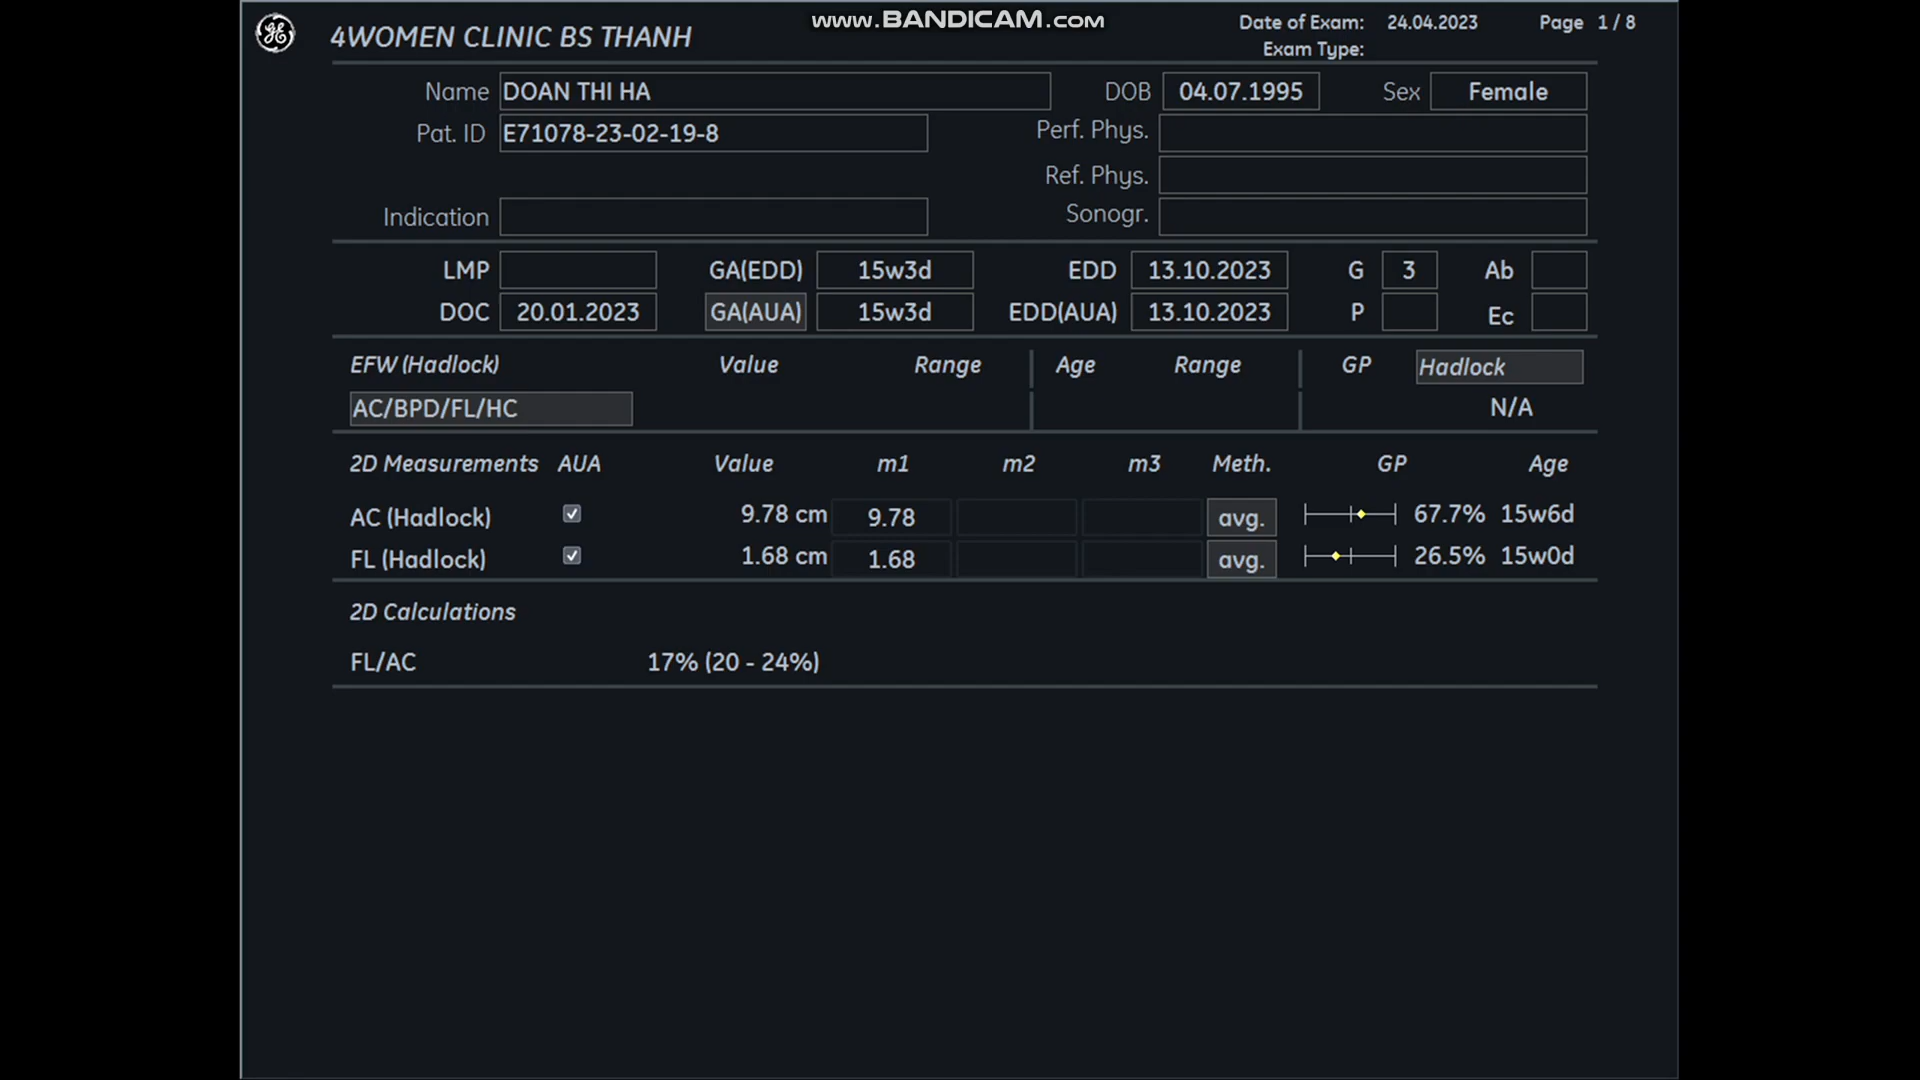 www.BANDICAM.com
4WOMEN CLINIC BS THANH
Date of Exam: 24.04.2023 Page 1 / 8
Exam Type:
Name DOAN THI HA DOB 04.07.1995 Sex Female
Pat. ID E71078-23-02-19-8 Perf. Phys.
Ref. Phys.
Indication Sonogr.
LMP GA(EDD) 15w3d EDD 13.10.2023 G 3 Ab
DOC 20.01.2023 GA(AUA) 15w3d EDD(AUA) 13.10.2023 P Ec
EFW (Hadlock) Value Range Age Range GP Hadlock
AC/BPD/FL/HC N/A
2D Measurements AUA Value m1 m2 m3 Meth. GP Age
AC (Hadlock) 9.78 cm 9.78 avg. 67.7% 15w6d
FL (Hadlock) 1.68 cm 1.68 avg. 26.5% 15w0d
2D Calculations
FL/AC 17% (20 - 24%)